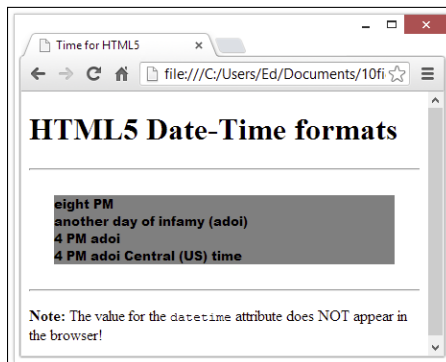 Time for HTML5
file:///C:/Users/Ed/Documents/10fi
HTML5 Date-Time formats
eight PM
another day of infamy (adoi)
4 PM adoi
4 PM adoi Central (US) time
Note: The value for the datetime attribute does NOT appear in
the browser!